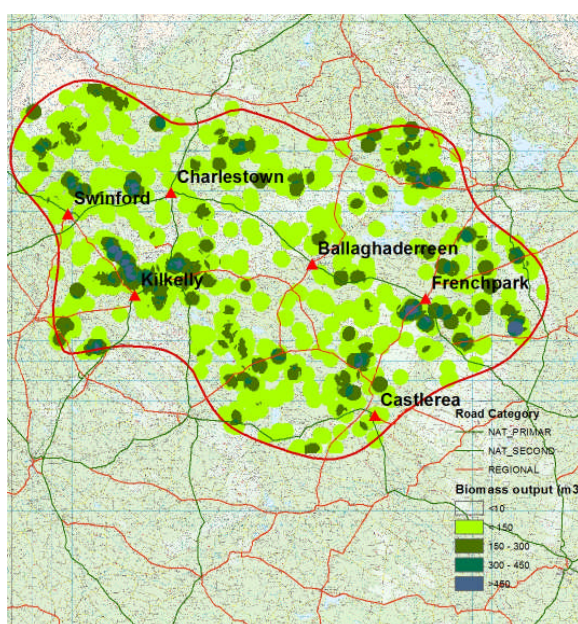 Charlestown
Swinford
Ballaghaderreen
Kilkelly
Frenchpark
Castlerea
Road Category
NAT_PRIMAR
NAT_SECOND
REGIONAL
Biomass output (m3
<10
<150
150 - 300
300 - 450
>450